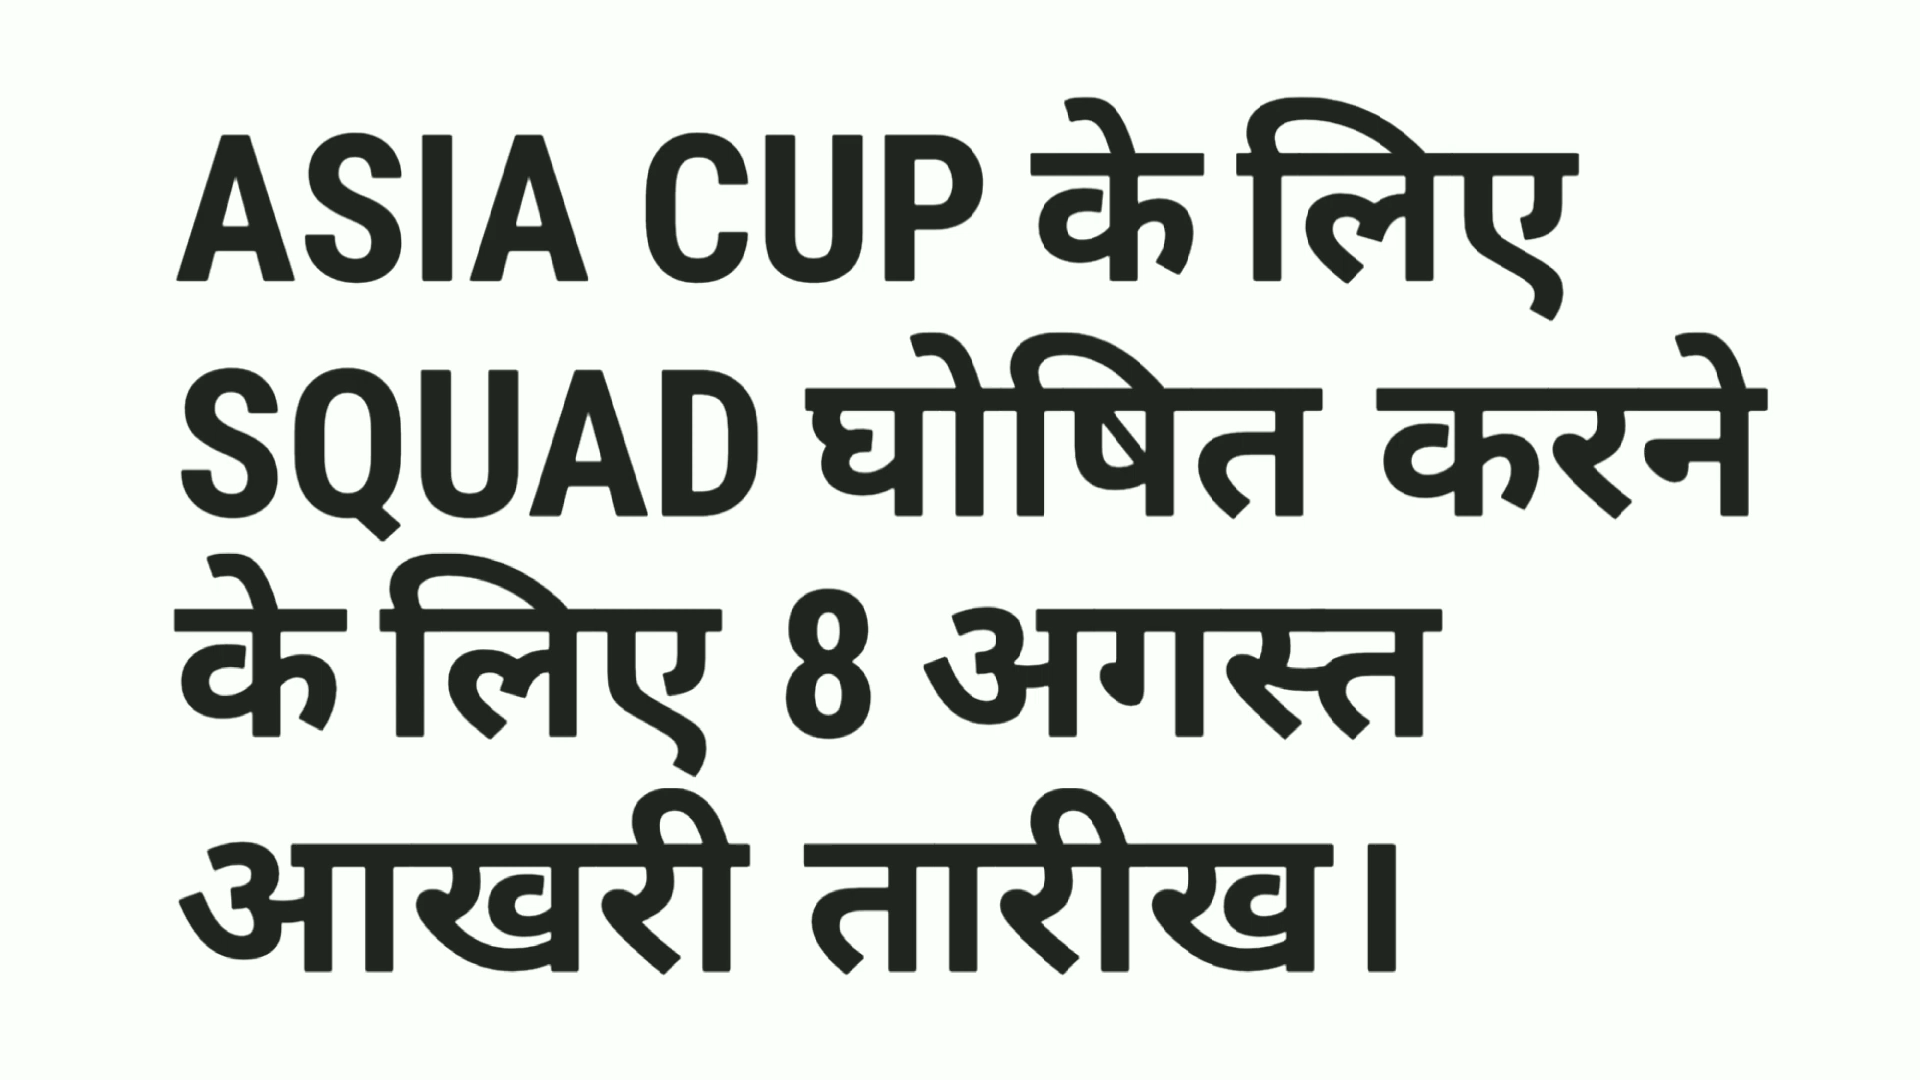 ASIA CUP के लिए
SQUAD घोषित करने
के लिए 8 अगस्त
आखरी तारीख।